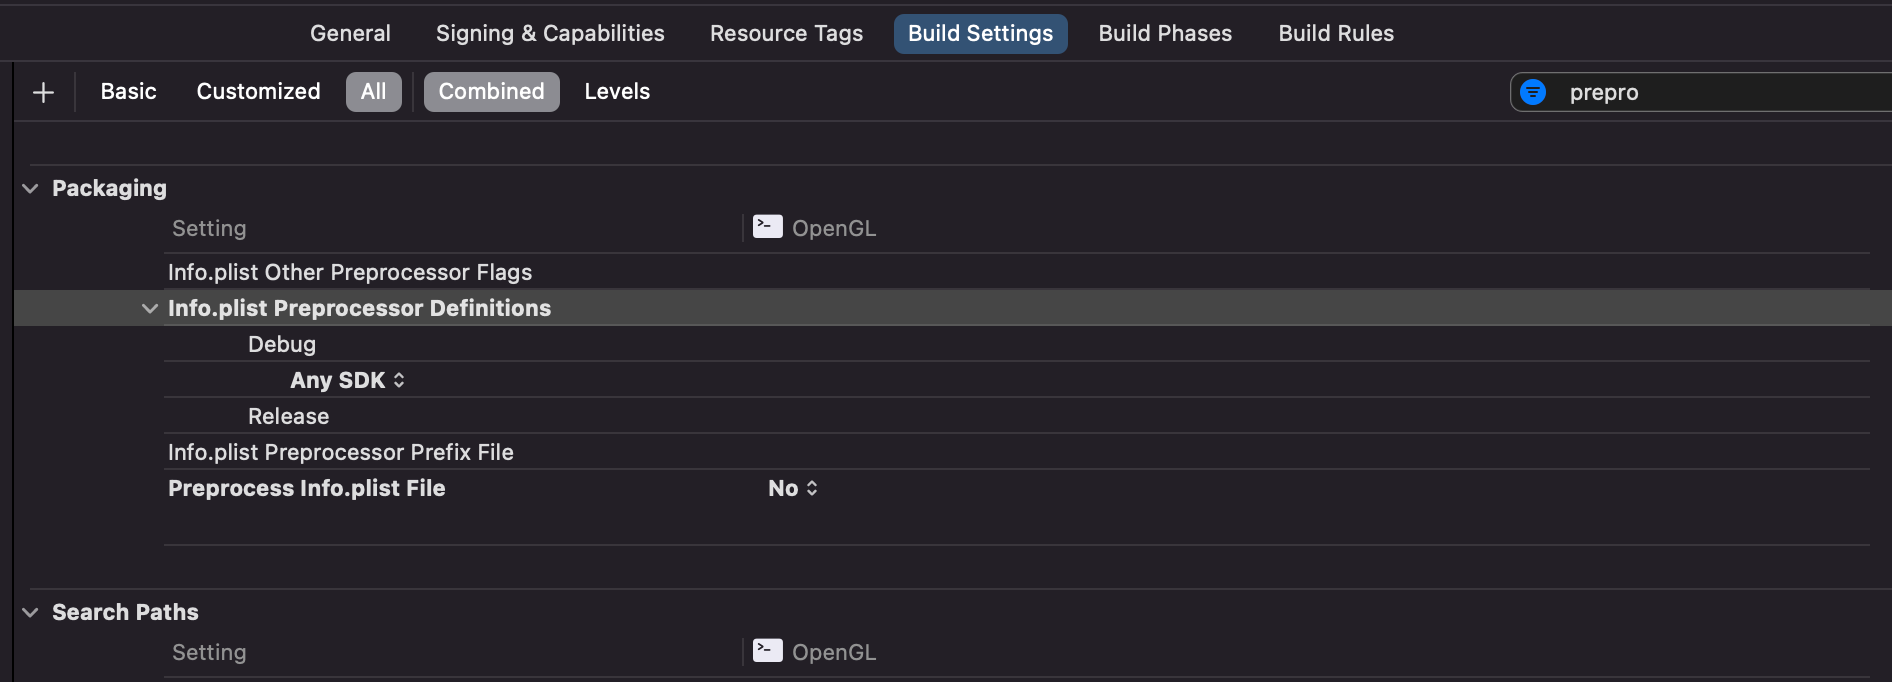 General Signing & Capabilities Resource Tags Build Settings Build Phases Build Rules
Basic Customized All Combined Levels prepro
Packaging
Setting OpenGL
Info.plist Other Preprocessor Flags
Info.plist Preprocessor Definitions
Debug
Any SDK
Release
Info.plist Preprocessor Prefix File
Preprocess Info.plist File No
Search Paths
Setting OpenGL